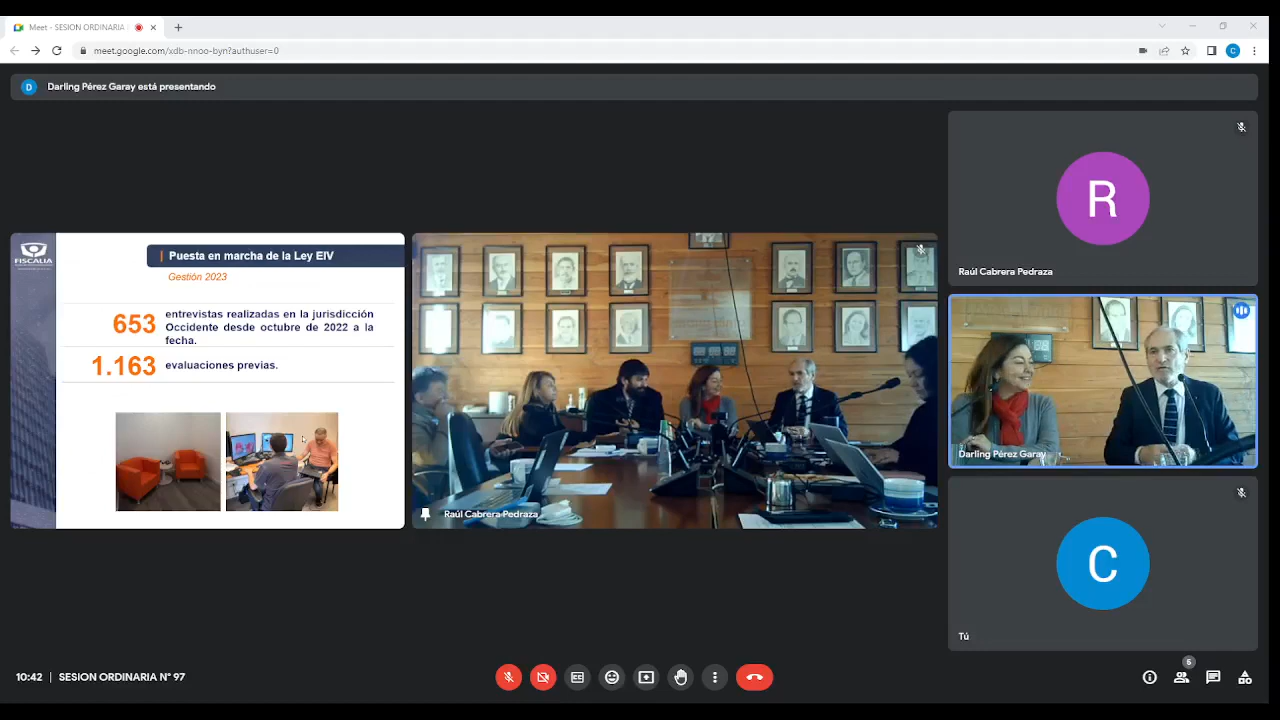 Meet - SESION ORDINARIA
meet.google.com/xdb-nnoo-byn?authuser=0
C
D
Darling Pérez Garay está presentando
FISCALIA
Puesta en marcha de la Ley EIV
Gestión 2023
653
entrevistas realizadas en la jurisdicción
Occidente desde octubre de 2022 a la
fecha.
1.163
evaluaciones previas.
Raúl Cabrera Pedraza
R
Raúl Cabrera Pedraza
Darling Pérez Garay
C
Tú
10:42 | SESION ORDINARIA N° 97